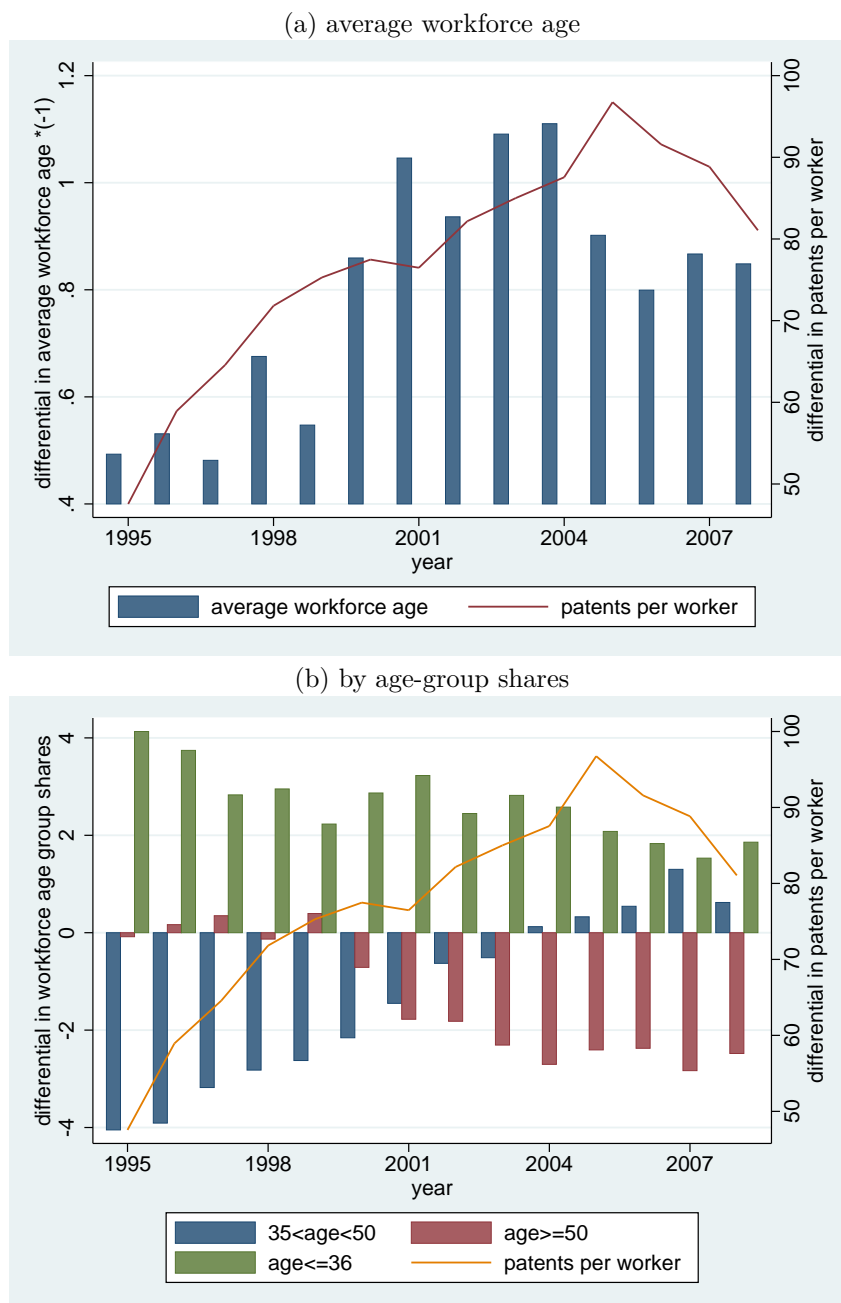 (a) average workforce age
differential in average workforce age *(-1)
.4 .6 .8 1 1.2
differential in patents per worker
50 60 70 80 90 100
1995 1998 2001 2004 2007
year
average workforce age patents per worker
(b) by age-group shares
differential in workforce age group shares
-4 -2 0 2 4
differential in patents per worker
50 60 70 80 90 100
1995 1998 2001 2004 2007
year
35<age<50 age>=50
age<=36 patents per worker